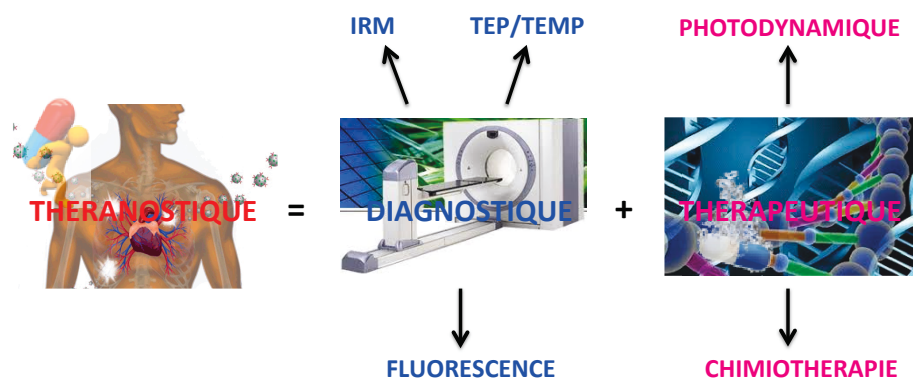 IRM
TEP/TEMP
PHOTODYNAMIQUE
THERANOSTIQUE = DIAGNOSTIQUE + THERAPEUTIQUE
FLUORESCENCE
CHIMIOTHERAPIE